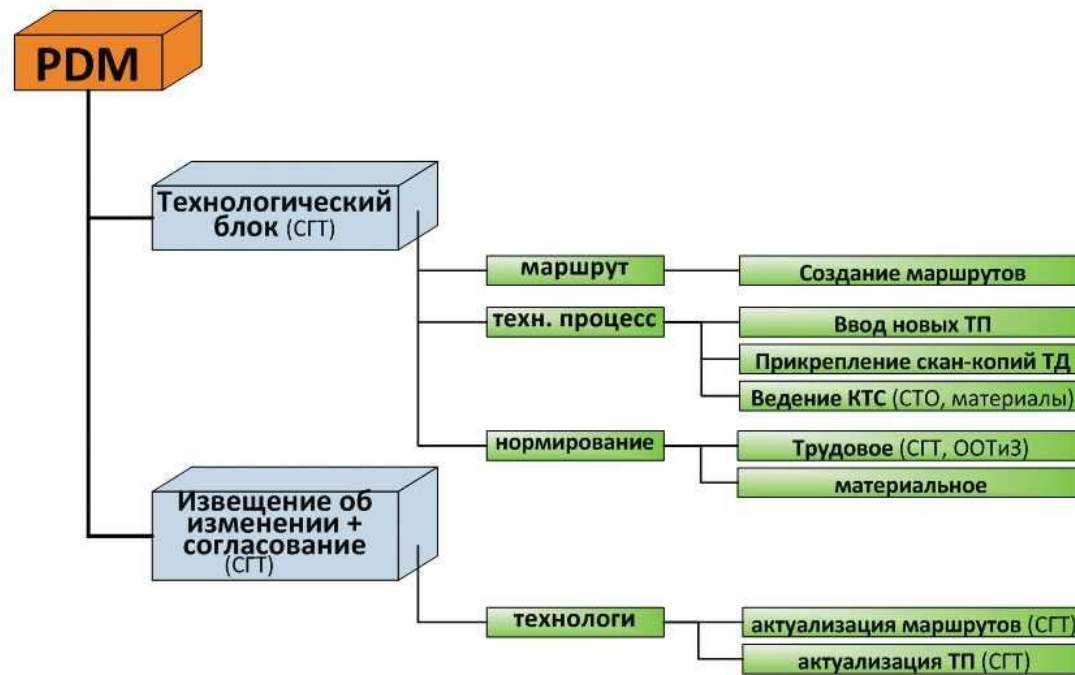 PDM
Технологический
блок (СГТ)
маршрут
Создание маршрутов
техн. процесс
Ввод новых ТП
Прикрепление скан-копий ТД
Ведение КТС (СТО, материалы)
нормирование
Трудовое (СГТ, ООТиЗ)
материальное
Извещение об
изменении +
согласование
(СГТ)
технологи
актуализация маршрутов (СГТ)
актуализация ТП (СГТ)